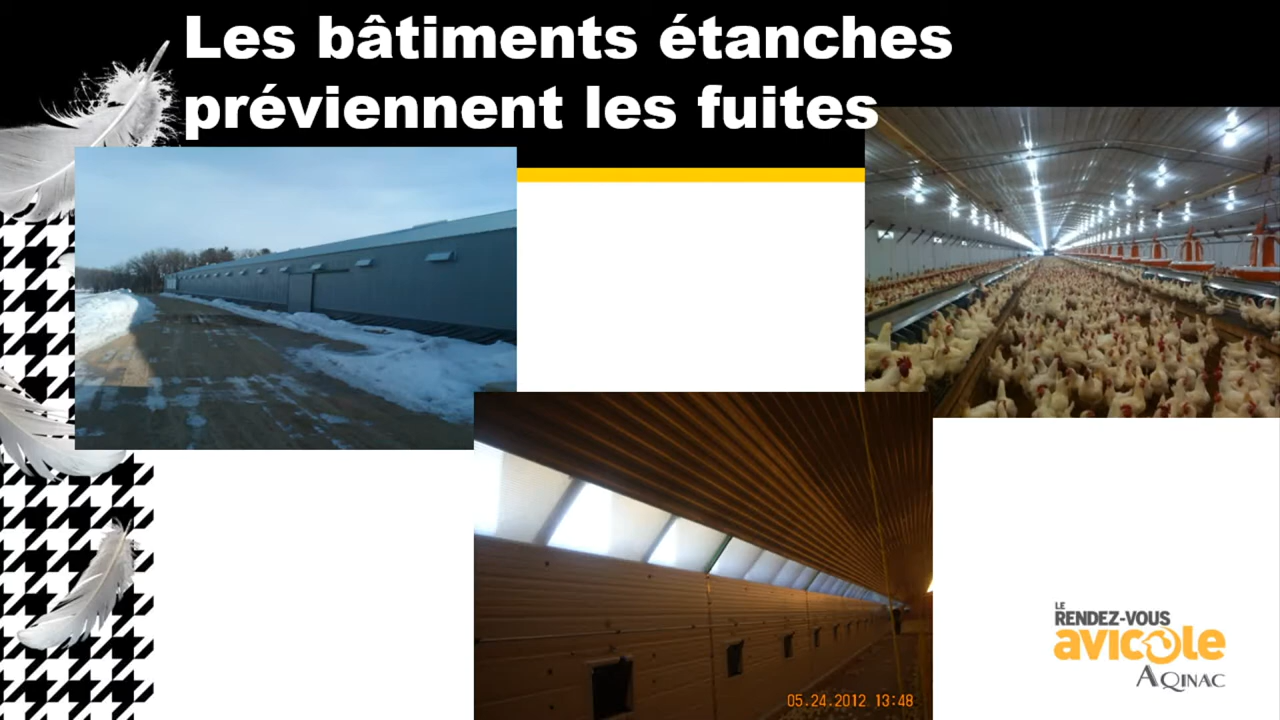 Les bâtiments étanches
préviennent les fuites
05.24.2012 13:48
LE
RENDEZ-VOUS
avicole
AQINAC